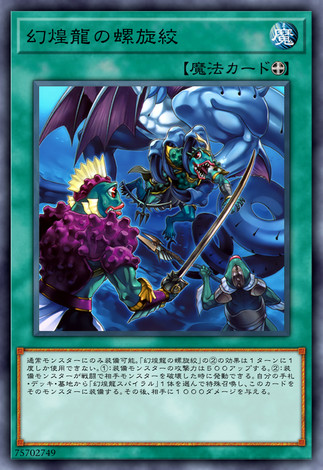 幻煌龍の螺旋絞
魔
【魔法カード】
通常モンスターにのみ装備可能。「幻煌龍の螺旋絞」の②の効果は1ターンに1
度しか使用できない。①:装備モンスターの攻撃力は500アップする。②:装
備モンスターが戦闘で相手モンスターを破壊した時に発動できる。自分の手札
・デッキ・墓地から「幻煌龍スパイラル」1体を選んで特殊召喚し、このカードを
そのモンスターに装備する。その後、相手に1000ダメージを与える。
75702749